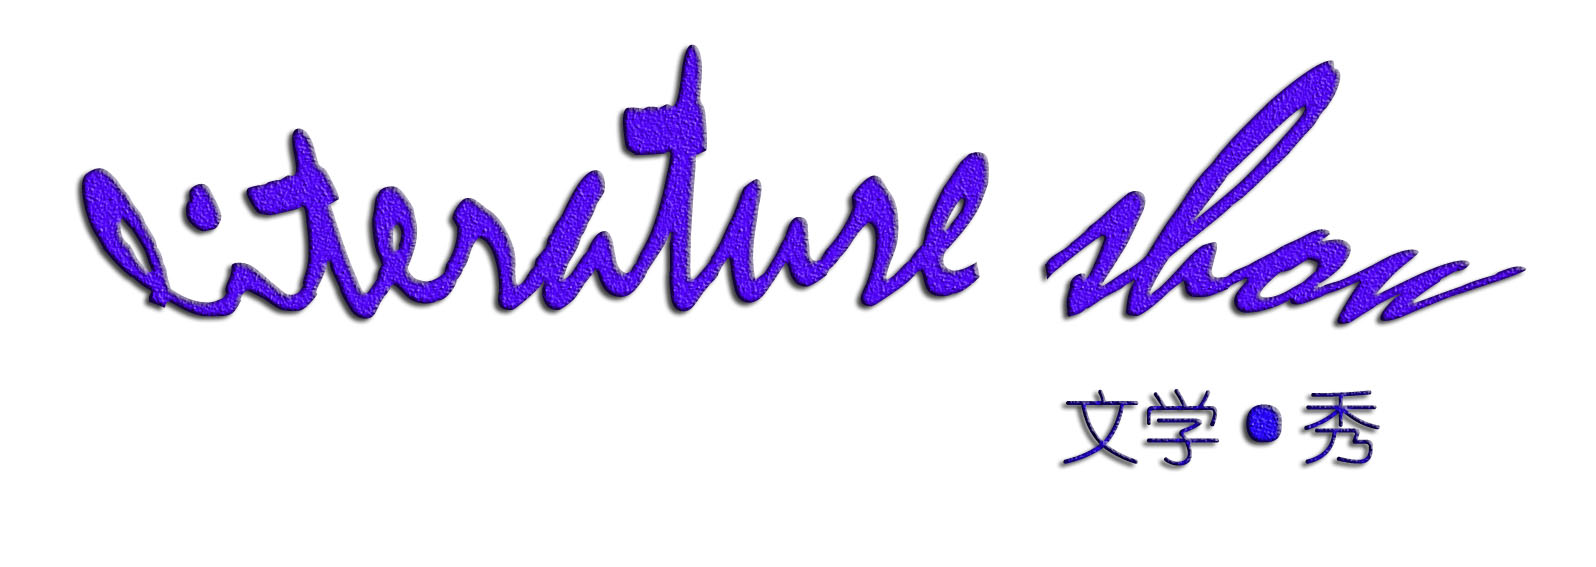 literature show
文学•秀